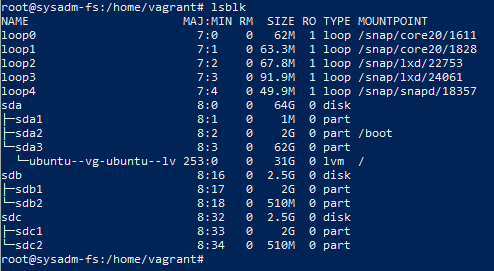 root@sysadm-fs:/home/vagrant# lsblk
NAME                      MAJ:MIN RM  SIZE RO TYPE MOUNTPOINT
loop0                       7:0    0   62M  1 loop /snap/core20/1611
loop1                       7:1    0 63.3M  1 loop /snap/core20/1828
loop2                       7:2    0 67.8M  1 loop /snap/lxd/22753
loop3                       7:3    0 91.9M  1 loop /snap/lxd/24061
loop4                       7:4    0 49.9M  1 loop /snap/snapd/18357
sda                         8:0    0   64G  0 disk
├─sda1                      8:1    0    1M  0 part
├─sda2                      8:2    0    2G  0 part /boot
└─sda3                      8:3    0   62G  0 part
  └─ubuntu--vg-ubuntu--lv 253:0    0   31G  0 lvm  /
sdb                         8:16   0  2.5G  0 disk
├─sdb1                      8:17   0    2G  0 part
└─sdb2                      8:18   0  510M  0 part
sdc                         8:32   0  2.5G  0 disk
├─sdc1                      8:33   0    2G  0 part
└─sdc2                      8:34   0  510M  0 part
root@sysadm-fs:/home/vagrant#